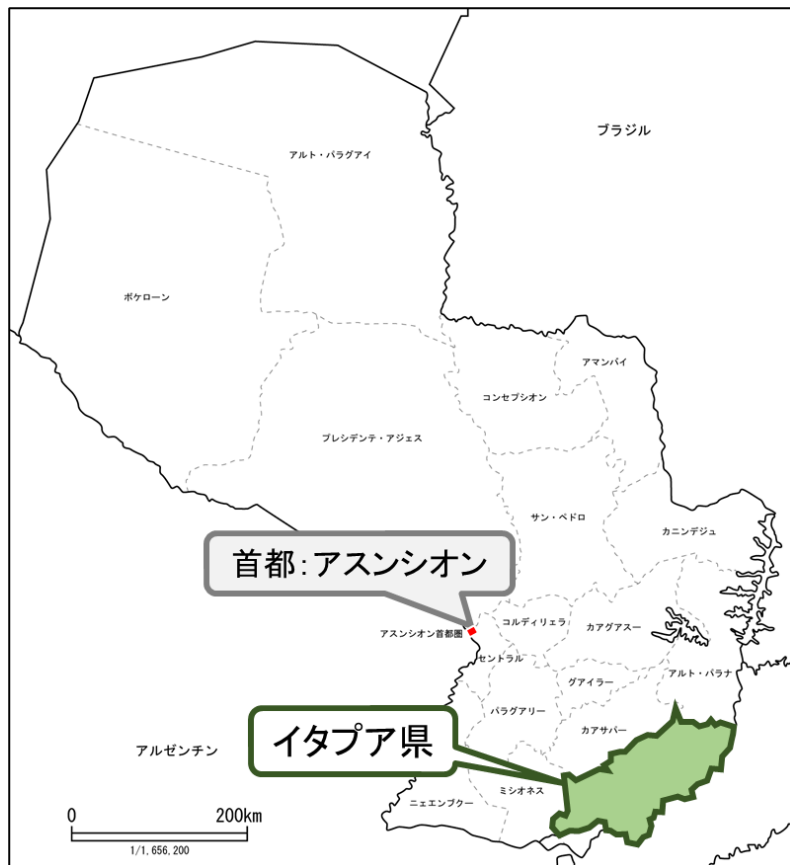 ブラジル
アルト・パラグアイ
ボケローン
アマンバイ
コンセプシオン
プレシデンテ・アジェス
サン・ペドロ
カニンデジュ
首都：アスンシオン
コルディリェラ
カアグアスー
アスンシオン首都圏
セントラル
グアイラー
アルト・パラナ
パラグアリー
カアサパー
イタプア県
アルゼンチン
ミシオネス
ニェエンブクー
0 200km
1/1,656,200